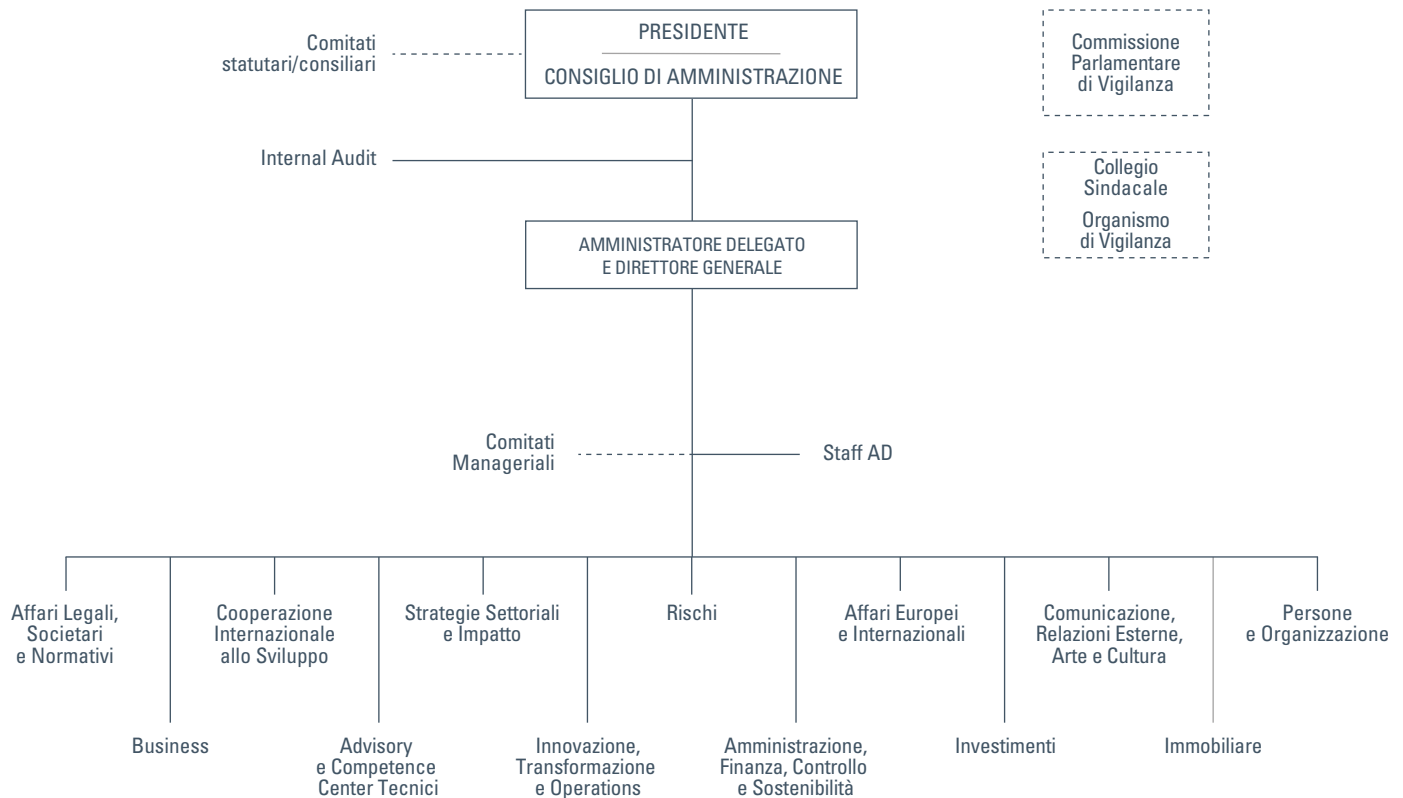 PRESIDENTE
CONSIGLIO DI AMMINISTRAZIONE
Comitati
statutari/consiliari
Commissione
Parlamentare
di Vigilanza
Internal Audit
Collegio
Sindacale
Organismo
di Vigilanza
AMMINISTRATORE DELEGATO
E DIRETTORE GENERALE
Comitati
Manageriali
Staff AD
Affari Legali,
Societari
e Normativi
Cooperazione
Internazionale
allo Sviluppo
Strategie Settoriali
e Impatto
Rischi
Affari Europei
e Internazionali
Comunicazione,
Relazioni Esterne,
Arte e Cultura
Persone
e Organizzazione
Business
Advisory
e Competence
Center Tecnici
Innovazione,
Transformazione
e Operations
Amministrazione,
Finanza, Controllo
e Sostenibilità
Investimenti
Immobiliare